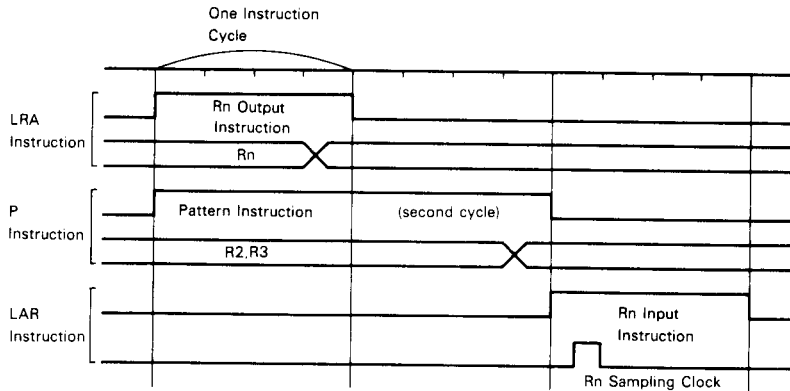 One Instruction
Cycle
LRA
Instruction
Rn Output
Instruction
Rn
P
Instruction
Pattern Instruction
(second cycle)
R2,R3
LAR
Instruction
Rn Input
Instruction
Rn Sampling Clock